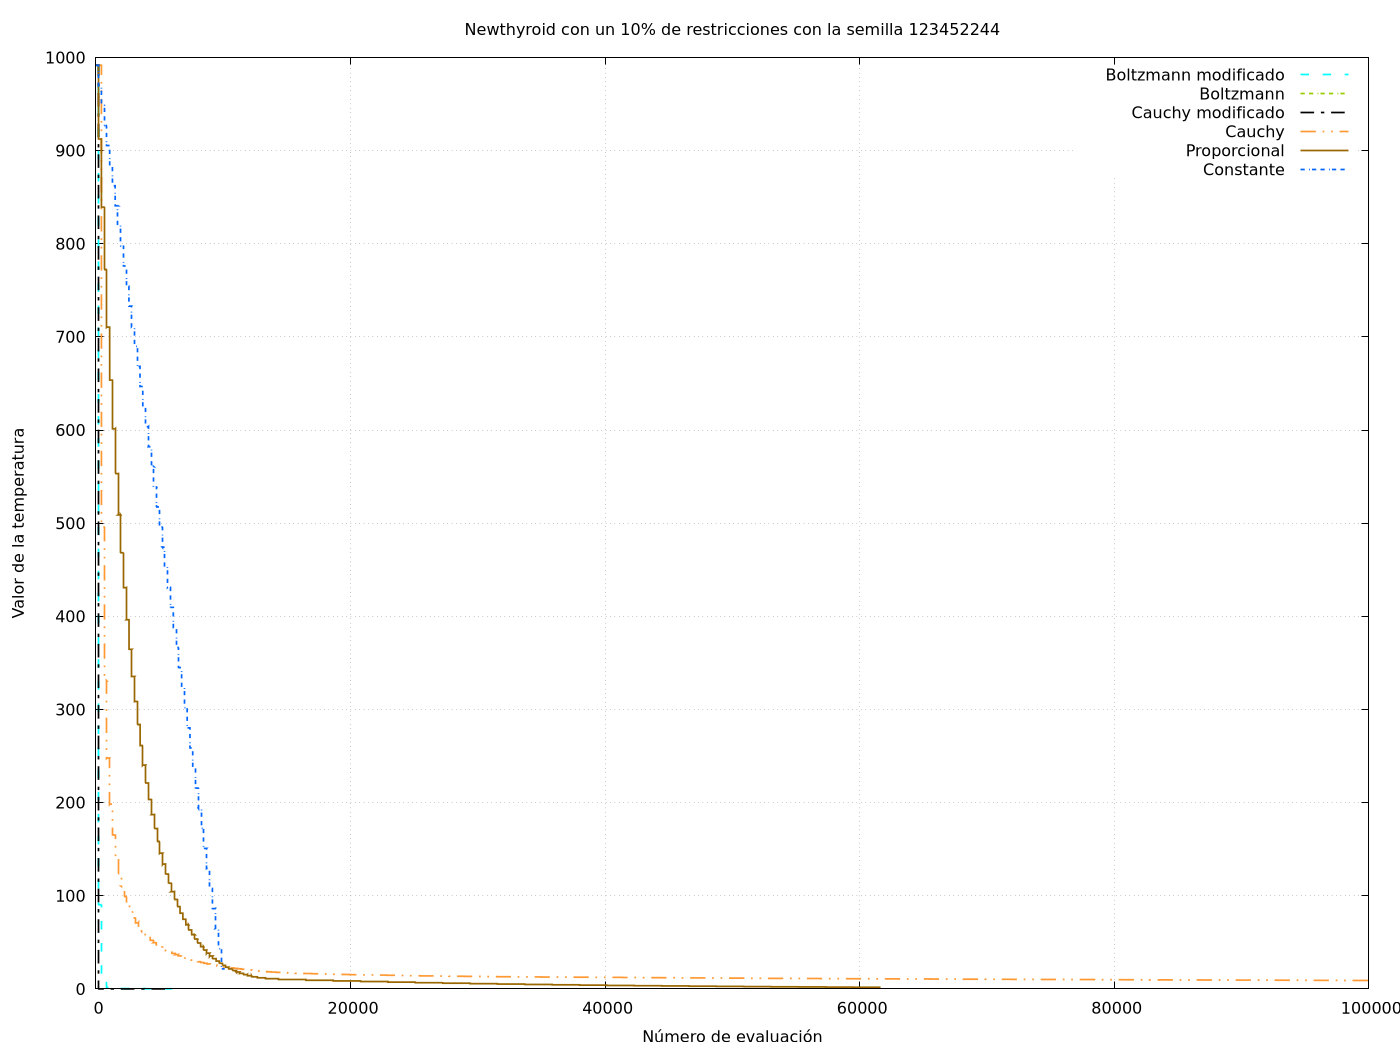 Newthyroid con un 10% de restricciones con la semilla 123452244
1000
900
800
700
600
500
400
300
200
100
0
Valor de la temperatura
Boltzmann modificado
Boltzmann
Cauchy modificado
Cauchy
Proporcional
Constante
0 20000 40000 60000 80000 100000
Número de evaluación